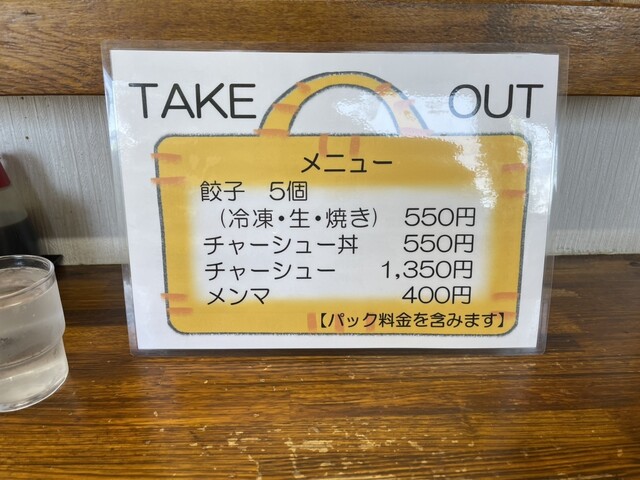 TAKE OUT
メニュー
餃子 5個
(冷凍・生・焼き) 550円
チャーシュー丼 550円
チャーシュー 1,350円
メンマ 400円
【パック料金を含みます】